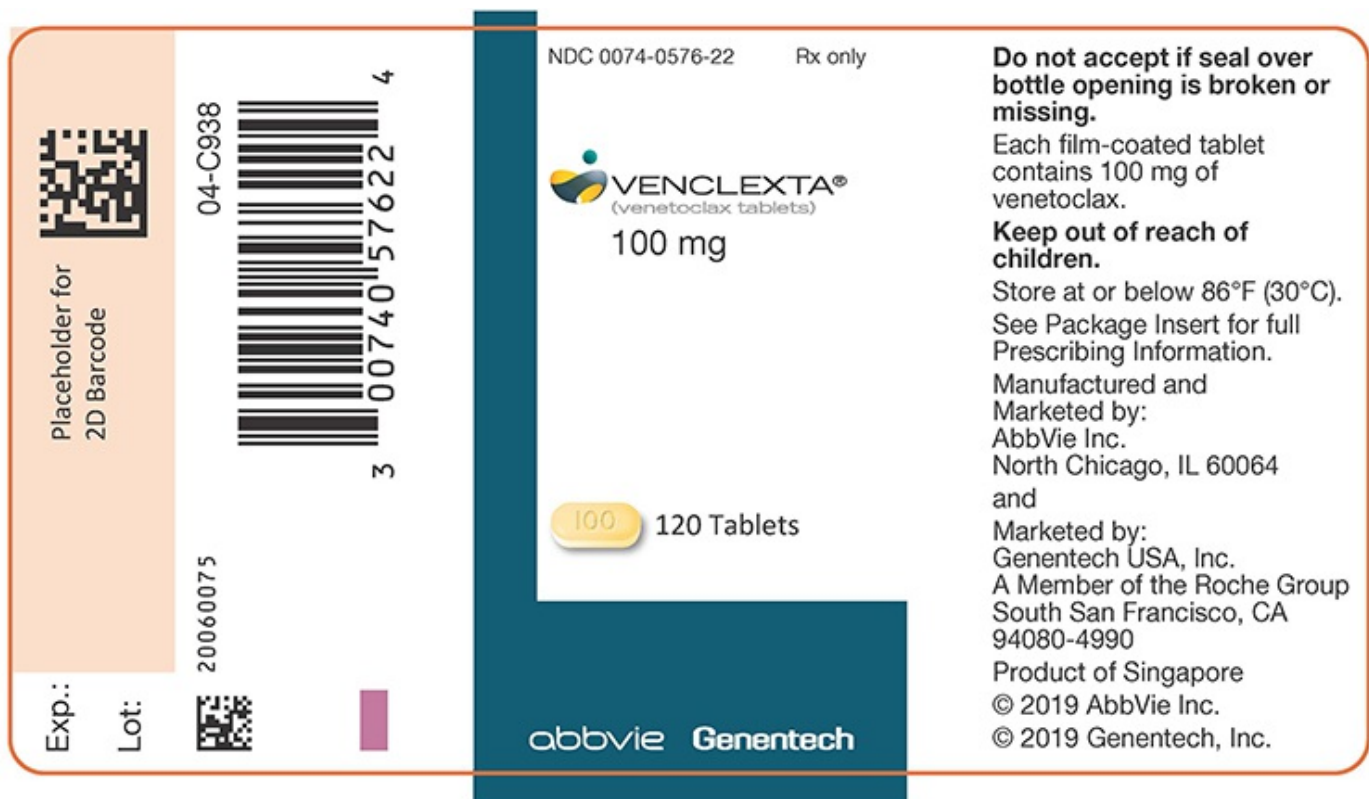 Placeholder for
2D Barcode
Exp.:
Lot:
04-C938
3 0074057622 4
20060075
NDC 0074-0576-22 Rx only
VENCLEXTA®
(venetoclax tablets)
100 mg
100 120 Tablets
abbvie Genentech
Do not accept if seal over
bottle opening is broken or
missing.
Each film-coated tablet
contains 100 mg of
venetoclax.
Keep out of reach of
children.
Store at or below 86°F (30°C).
See Package Insert for full
Prescribing Information.
Manufactured and
Marketed by:
AbbVie Inc.
North Chicago, IL 60064
and
Marketed by:
Genentech USA, Inc.
A Member of the Roche Group
South San Francisco, CA
94080-4990
Product of Singapore
© 2019 AbbVie Inc.
© 2019 Genentech, Inc.